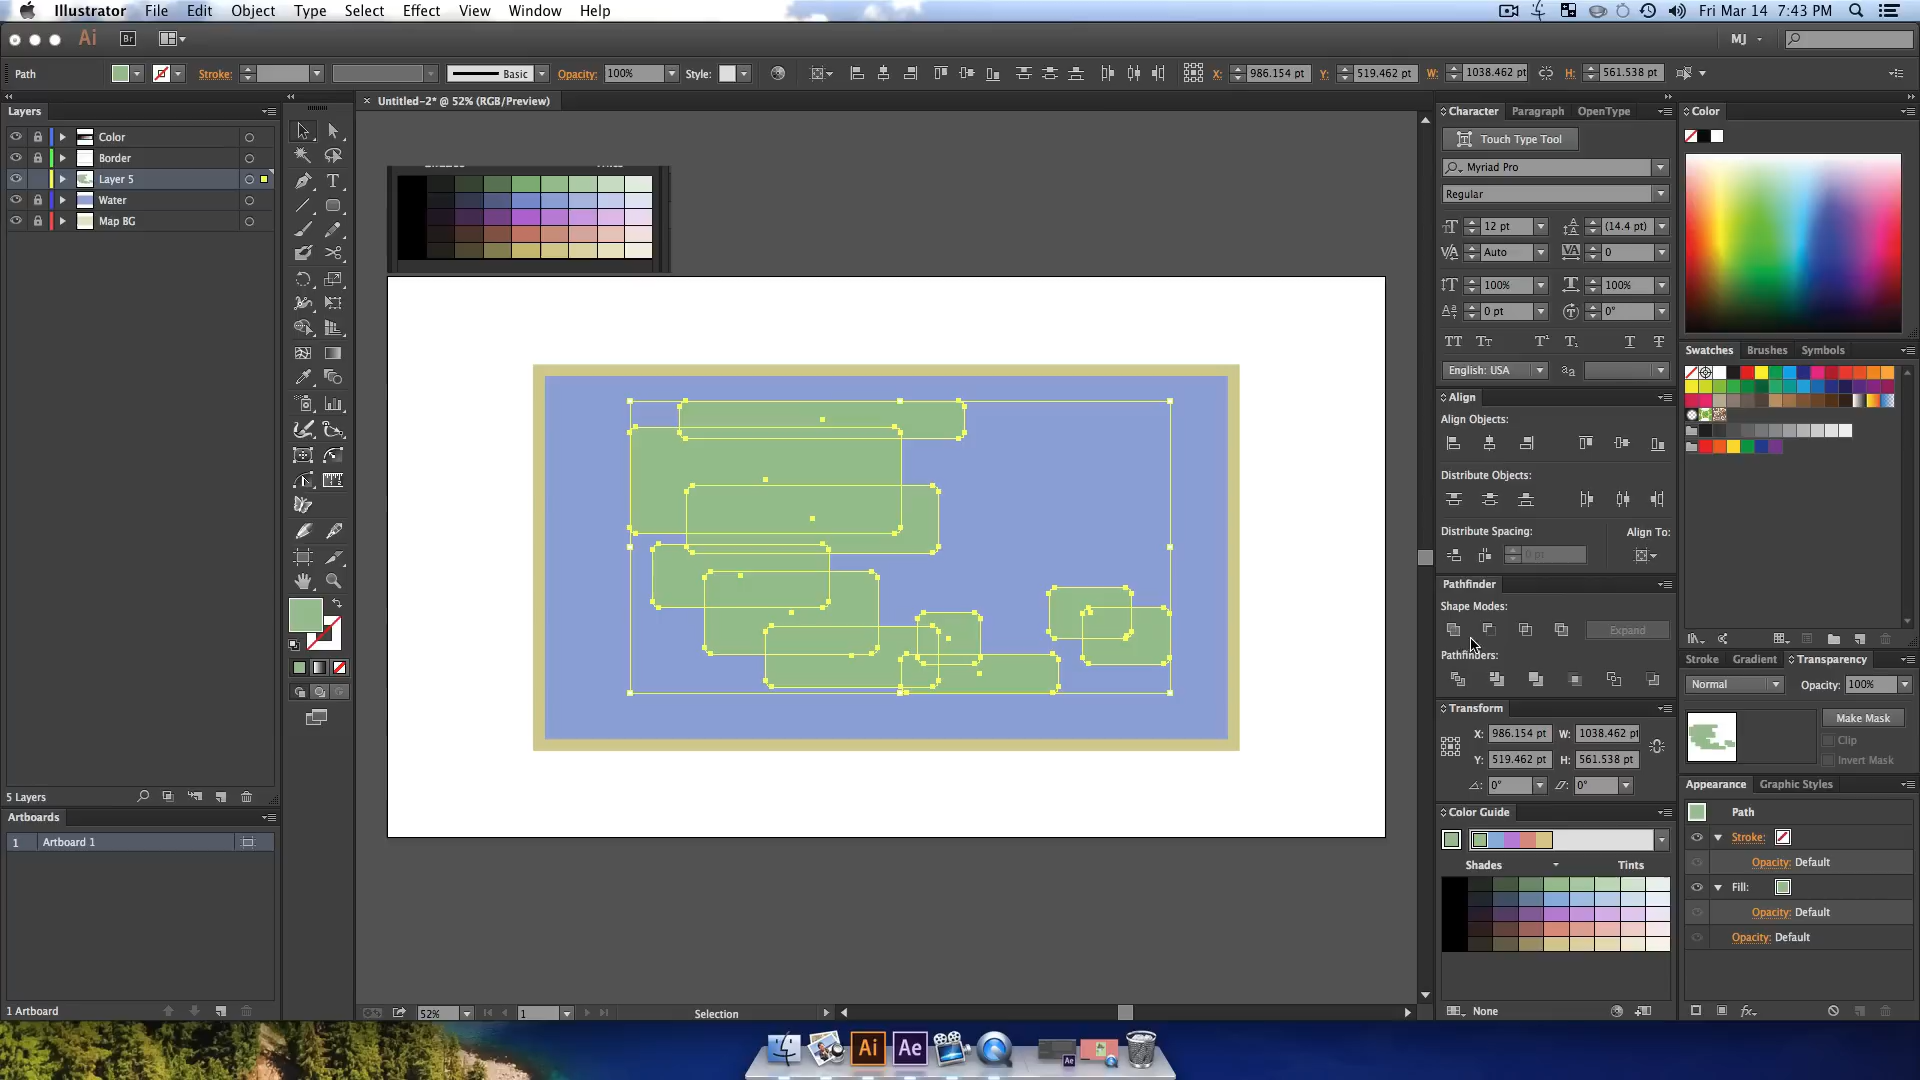 Illustrator File Edit Object Type Select Effect View Window Help
Fri Mar 14 7:43 PM
Ai Br
MJ
Path Stroke: Basic Opacity: 100% Style: X: 986.154 pt Y: 519.462 pt W: 1038.462 pt H: 561.538 pt
Layers
Untitled-2* @ 52% (RGB/Preview)
Color
Border
Layer 5
Water
Map BG
5 Layers
Artboards
1 Artboard 1
1 Artboard
52%
1
Selection
Character Paragraph OpenType
Touch Type Tool
Myriad Pro
Regular
12 pt (14.4 pt)
Auto 0
100% 100%
0 pt 0°
English: USA
Align
Align Objects:
Distribute Objects:
Distribute Spacing: Align To:
0 pt
Pathfinder
Shape Modes:
Expand
Pathfinders:
Transform
X: 986.154 pt W: 1038.462 pt
Y: 519.462 pt H: 561.538 pt
0° 0°
Color Guide
Shades Tints
None
Color
Swatches Brushes Symbols
Stroke Gradient Transparency
Normal Opacity: 100%
Make Mask
Clip
Invert Mask
Appearance Graphic Styles
Path
Stroke:
Opacity: Default
Fill:
Opacity: Default
Opacity: Default
Ai Ae
Ae